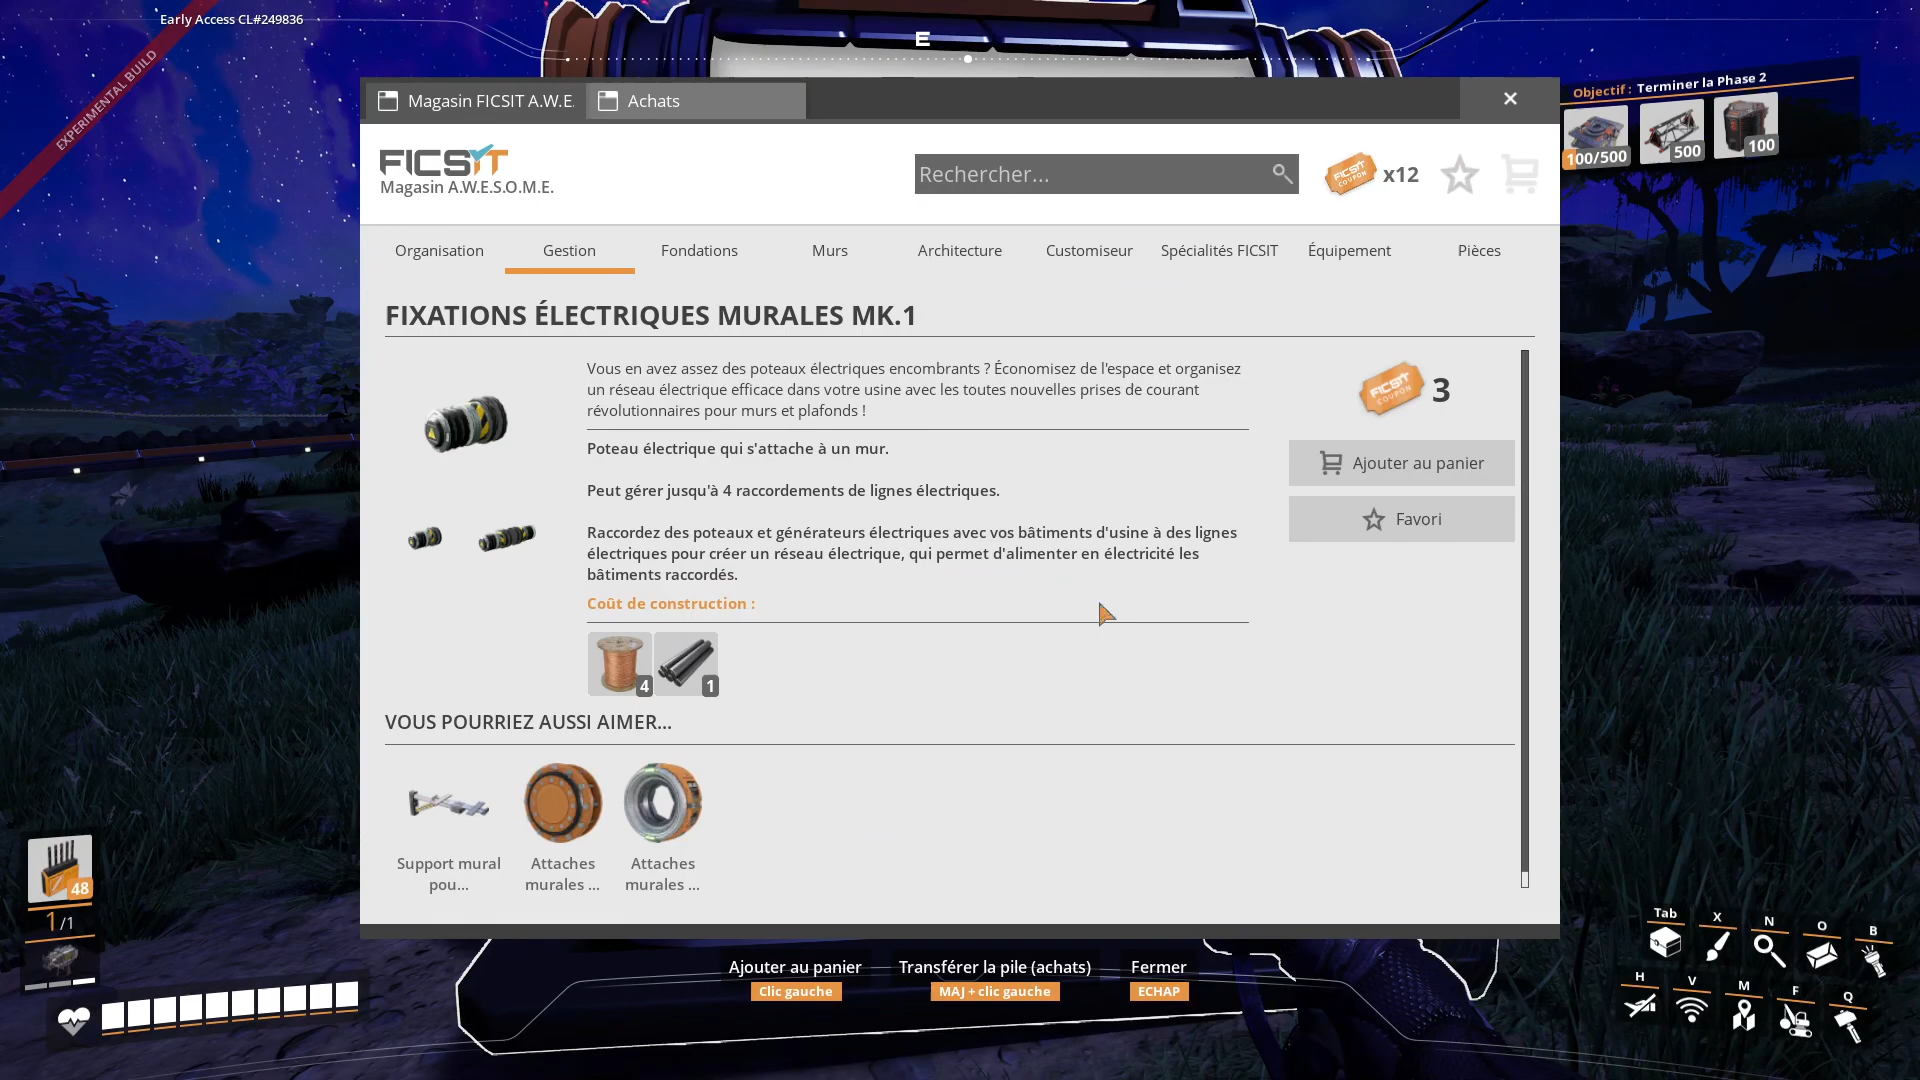 Early Access CL#249836
EXPERIMENTAL BUILD
E
Objectif : Terminer la Phase 2
100/500
500
100
Magasin FICSIT A.W.E.
Achats
FICSIT
Magasin A.W.E.S.O.M.E.
Rechercher...
FICSIT COUPON
x12
Organisation
Gestion
Fondations
Murs
Architecture
Customiseur
Spécialités FICSIT
Équipement
Pièces
FIXATIONS ÉLECTRIQUES MURALES MK.1
Vous en avez assez des poteaux électriques encombrants ? Économisez de l'espace et organisez
un réseau électrique efficace dans votre usine avec les toutes nouvelles prises de courant
révolutionnaires pour murs et plafonds !
Poteau électrique qui s'attache à un mur.
Peut gérer jusqu'à 4 raccordements de lignes électriques.
Raccordez des poteaux et générateurs électriques avec vos bâtiments d'usine à des lignes
électriques pour créer un réseau électrique, qui permet d'alimenter en électricité les
bâtiments raccordés.
Coût de construction :
4
1
FICSIT COUPON
3
Ajouter au panier
Favori
VOUS POURRIEZ AUSSI AIMER...
Support mural
pou...
Attaches
murales ...
Attaches
murales ...
48
1/1
Ajouter au panier
Clic gauche
Transférer la pile (achats)
MAJ + clic gauche
Fermer
ECHAP
Tab
X
N
O
B
H
V
M
F
Q